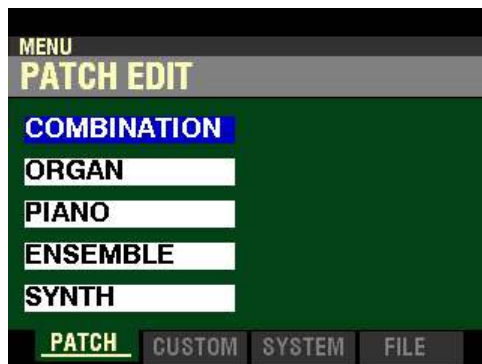 MENU
PATCH EDIT
COMBINATION
ORGAN
PIANO
ENSEMBLE
SYNTH
PATCH CUSTOM SYSTEM FILE